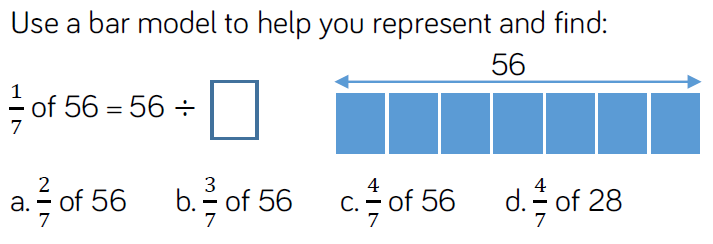 Use a bar model to help you represent and find:
56
1/7 of 56 = 56 ÷
a. 2/7 of 56 b. 3/7 of 56 c. 4/7 of 56 d. 4/7 of 28